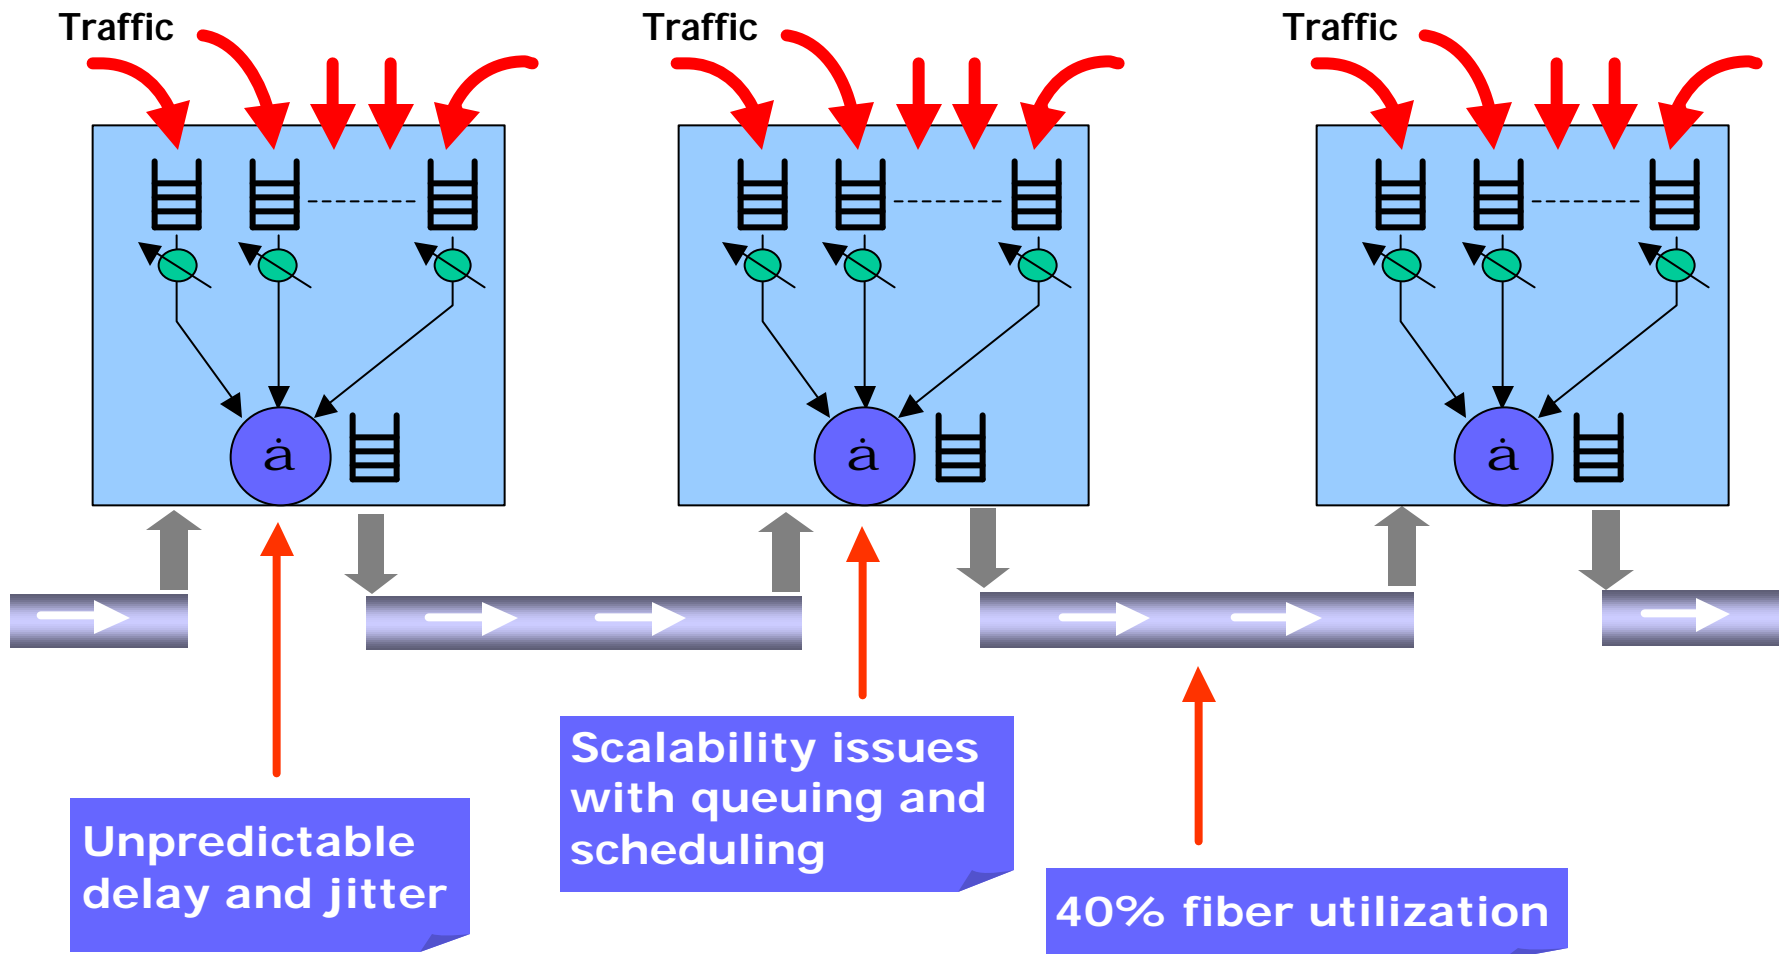 Traffic
Traffic
Traffic
ȧ
ȧ
ȧ
Unpredictable
delay and jitter
Scalability issues
with queuing and
scheduling
40% fiber utilization